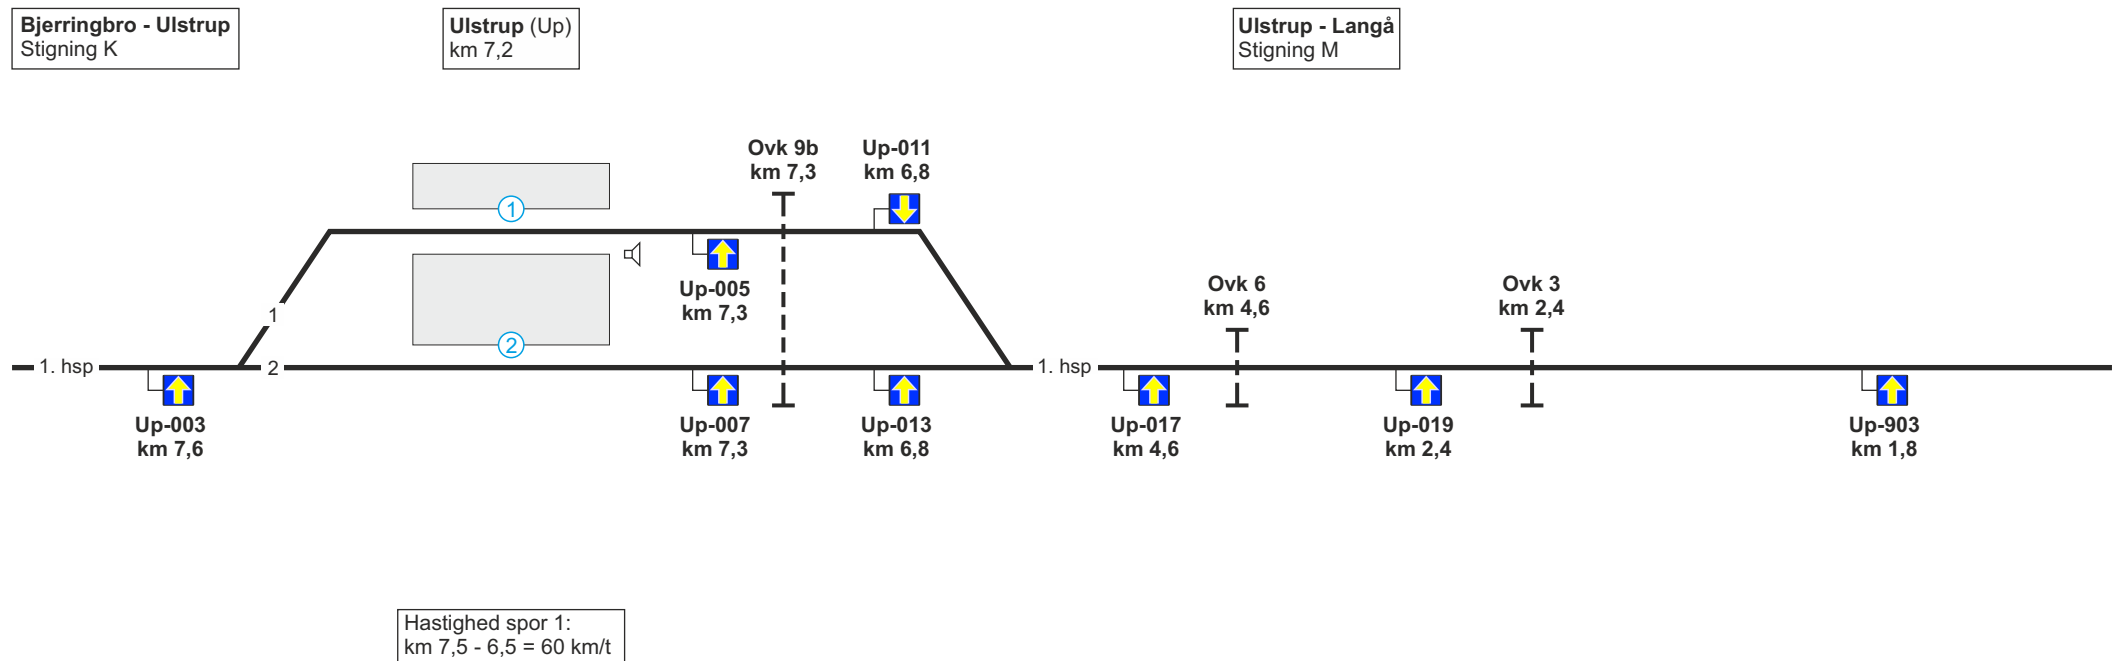 Bjerringbro - Ulstrup
Stigning K
Ulstrup (Up)
km 7,2
Ulstrup - Langå
Stigning M
Ovk 9b
km 7,3
Up-011
km 6,8
1
Up-005
km 7,3
Ovk 6
km 4,6
Ovk 3
km 2,4
1
2
1. hsp
2
1. hsp
Up-003
km 7,6
Up-007
km 7,3
Up-013
km 6,8
Up-017
km 4,6
Up-019
km 2,4
Up-903
km 1,8
Hastighed spor 1:
km 7,5 - 6,5 = 60 km/t